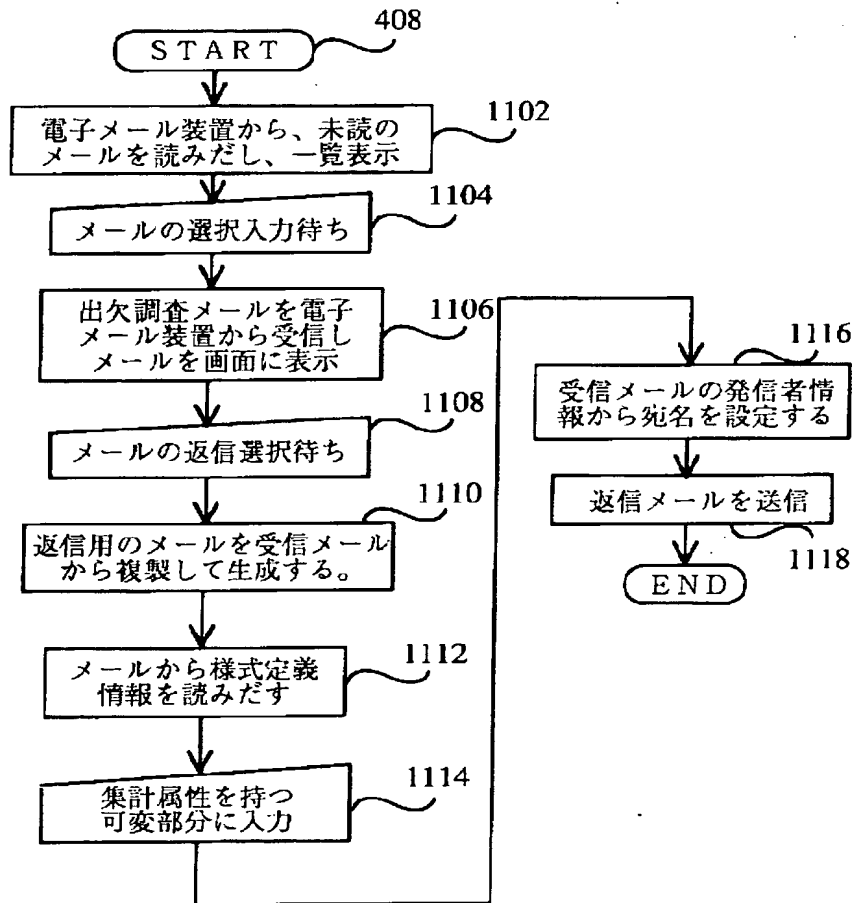 START
408
電子メール装置から、未読の
メールを読みだし、一覧表示
1102
メールの選択入力待ち
1104
出欠調査メールを電子
メール装置から受信し
メールを画面に表示
1106
メールの返信選択待ち
1108
返信用のメールを受信メール
から複製して生成する。
1110
メールから様式定義
情報を読みだす
1112
集計属性を持つ
可変部分に入力
1114
受信メールの発信者情
報から宛名を設定する
1116
返信メールを送信
1118
END